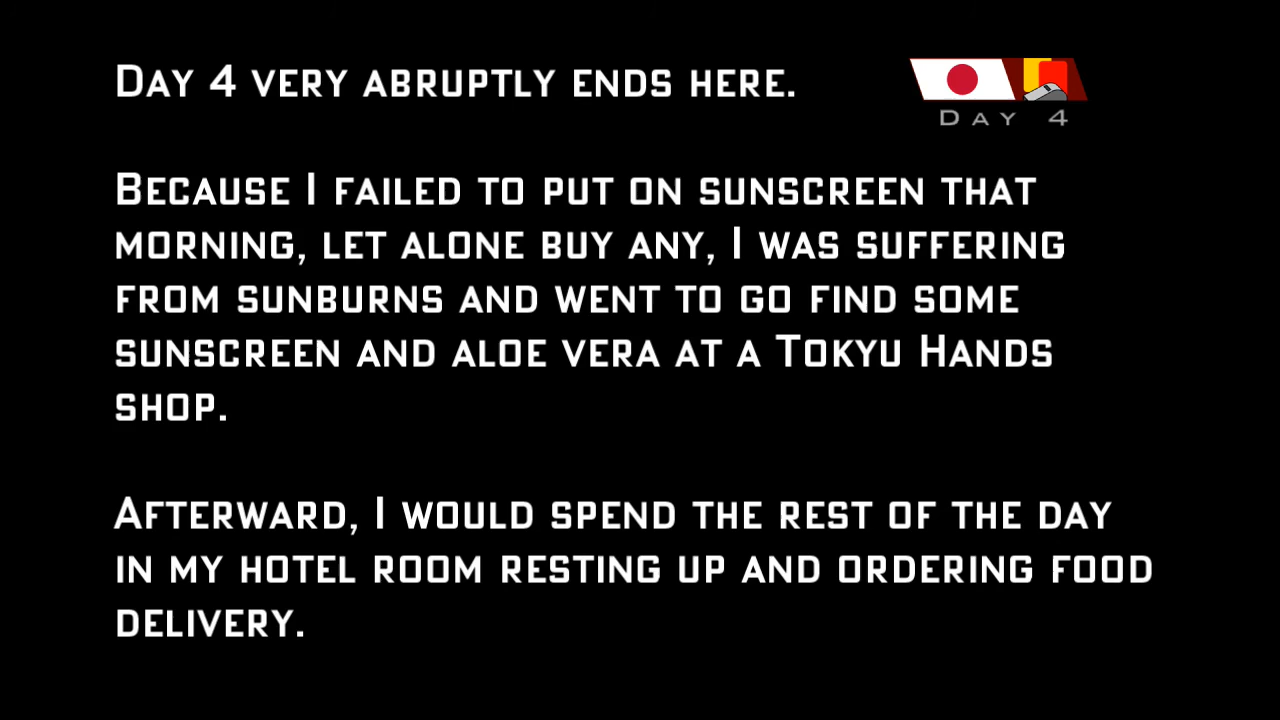 Day 4 very abruptly ends here.
Day 4
Because I failed to put on sunscreen that
morning, let alone buy any, I was suffering
from sunburns and went to go find some
sunscreen and aloe vera at a Tokyu Hands
shop.
Afterward, I would spend the rest of the day
in my hotel room resting up and ordering food
delivery.